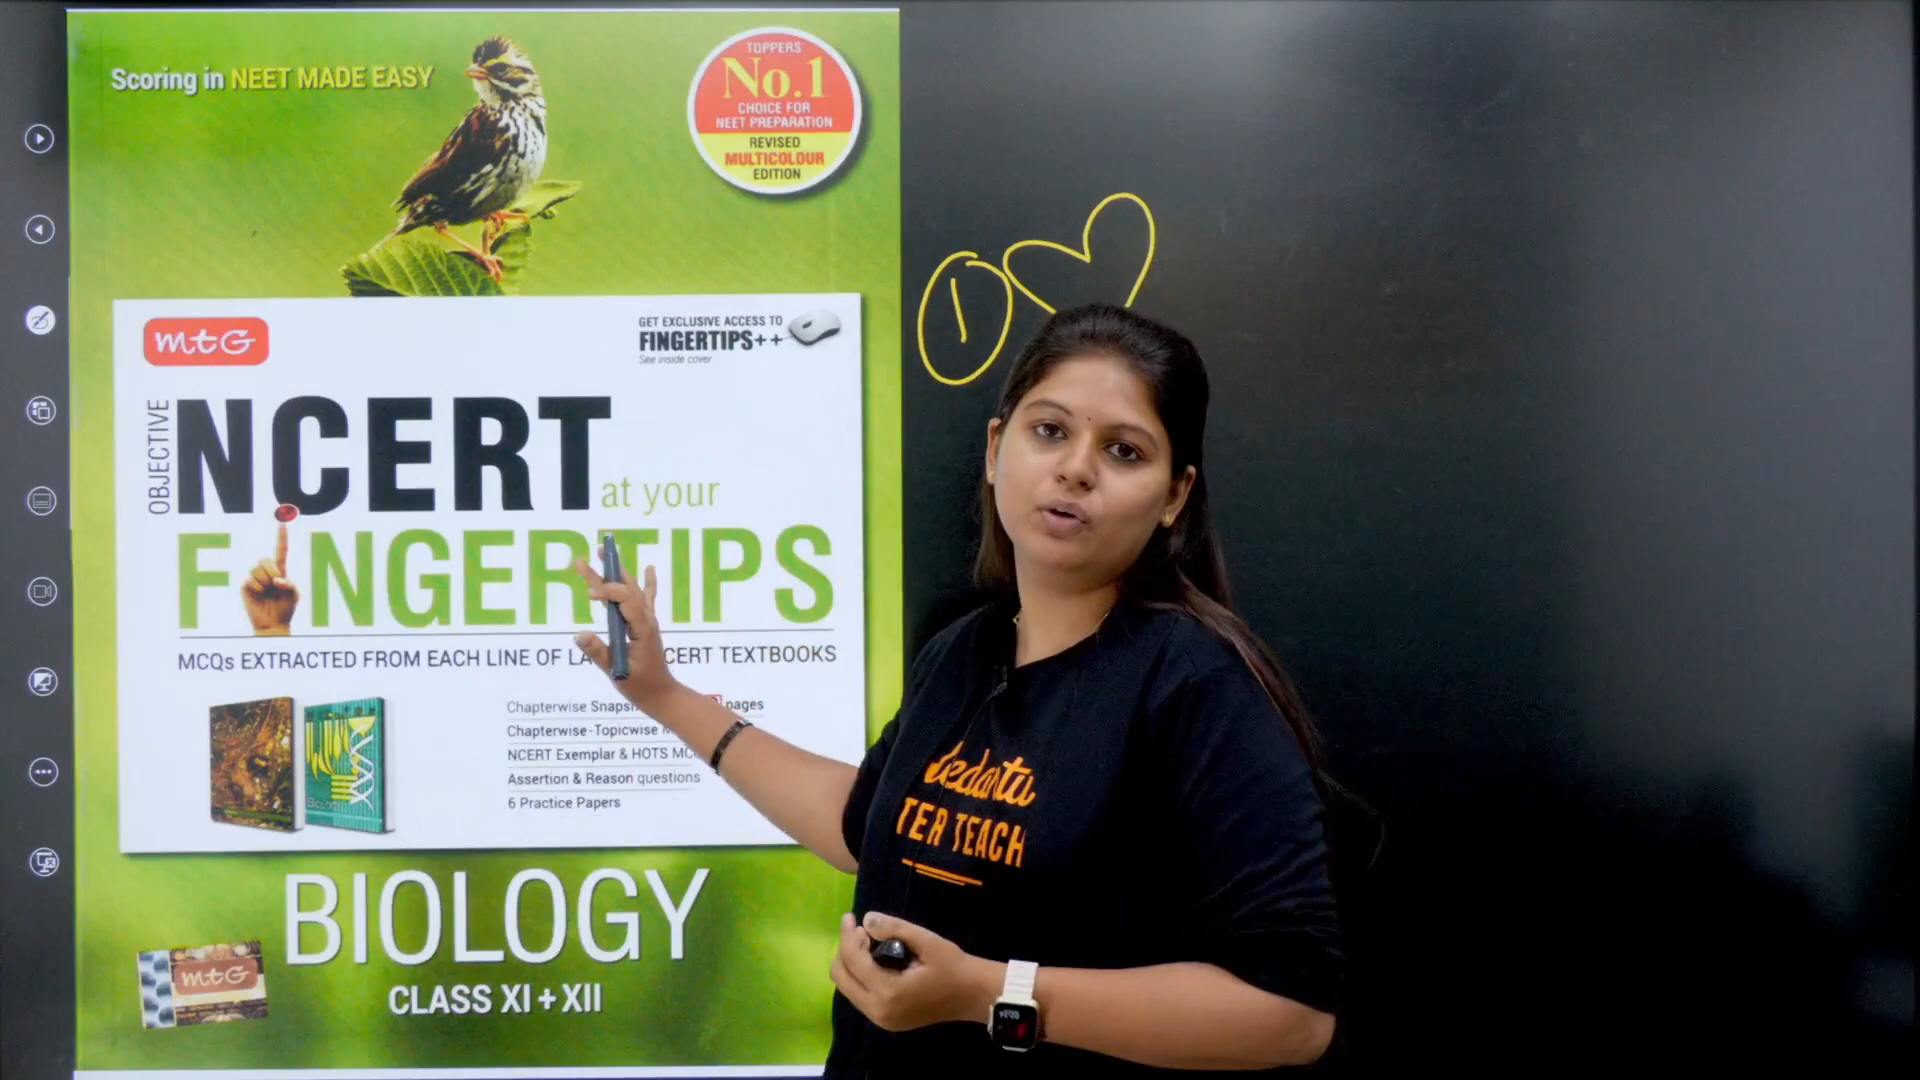 Scoring in NEET MADE EASY
TOPPERS'
No.1
CHOICE FOR
NEET PREPARATION
REVISED
MULTICOLOUR
EDITION
1
mtG
GET EXCLUSIVE ACCESS TO
FINGERTIPS++
See inside cover
OBJECTIVE
NCERT
at your
FINGERTIPS
MCQs EXTRACTED FROM EACH LINE OF CERT TEXTBOOKS
Chapterwise pages
Chapterwise-Topicwise
NCERT Exemplar & HOTS
Assertion & Reason questions
6 Practice Papers
BIOLOGY
CLASS XI + XII
mtG
Vedantu
TER TEACH